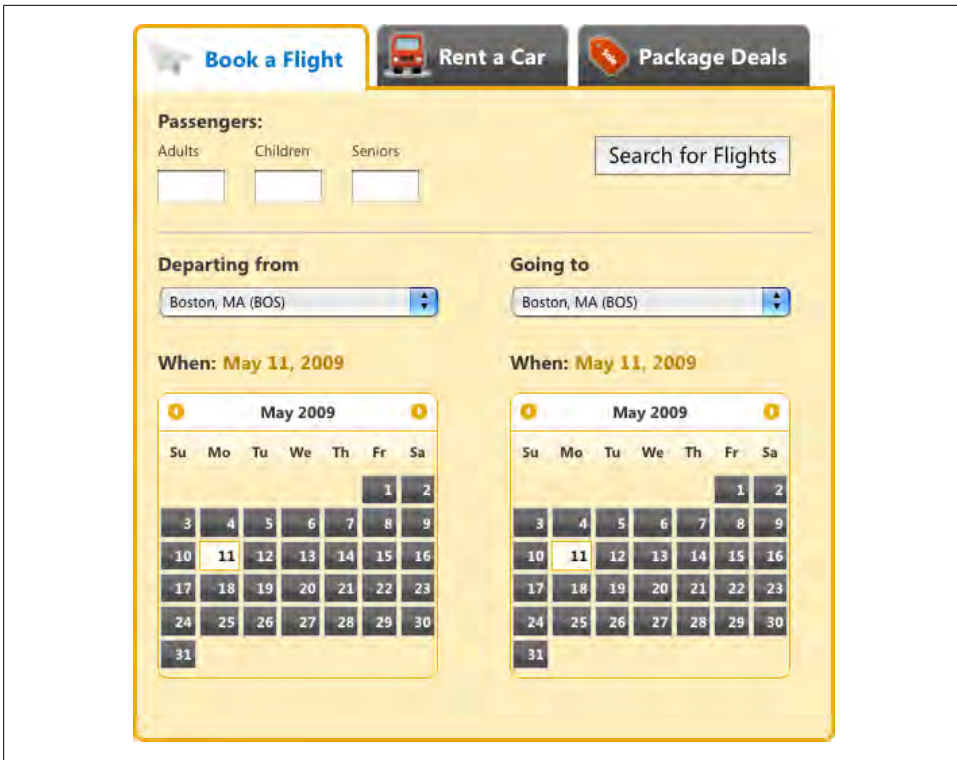 Book a Flight
Rent a Car
Sale
Package Deals
Passengers:
Adults Children Seniors
Search for Flights
Departing from
Boston, MA (BOS)
When: May 11, 2009
May 2009
Su Mo Tu We Th Fr Sa
1 2
3 4 5 6 7 8 9
10 11 12 13 14 15 16
17 18 19 20 21 22 23
24 25 26 27 28 29 30
31
Going to
Boston, MA (BOS)
When: May 11, 2009
May 2009
Su Mo Tu We Th Fr Sa
1 2
3 4 5 6 7 8 9
10 11 12 13 14 15 16
17 18 19 20 21 22 23
24 25 26 27 28 29 30
31